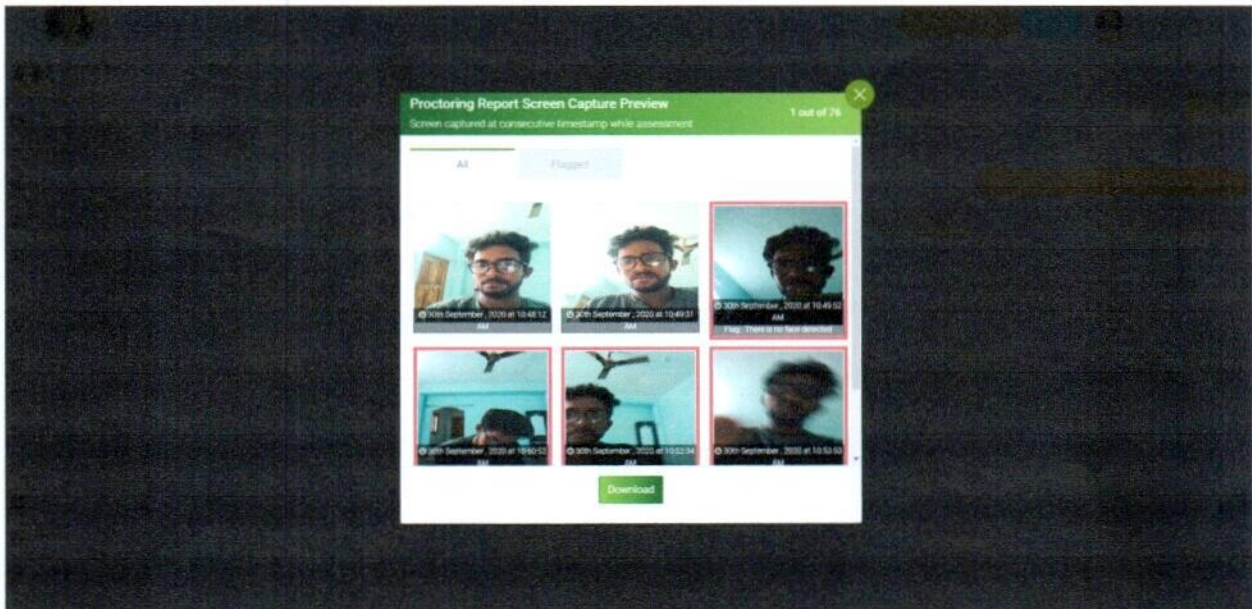 Proctoring Report Screen Capture Preview
1 out of 76
Screen captured at consecutive timestamp while assessment
All
Flagged
30th September , 2020 at 10:48:12
AM
30th September , 2020 at 10:49:31
AM
30th September , 2020 at 10:49:52
AM
Flag: There is no face detected
30th September , 2020 at 10:50:52
AM
30th September , 2020 at 10:52:34
AM
30th September , 2020 at 10:53:53
AM
Download